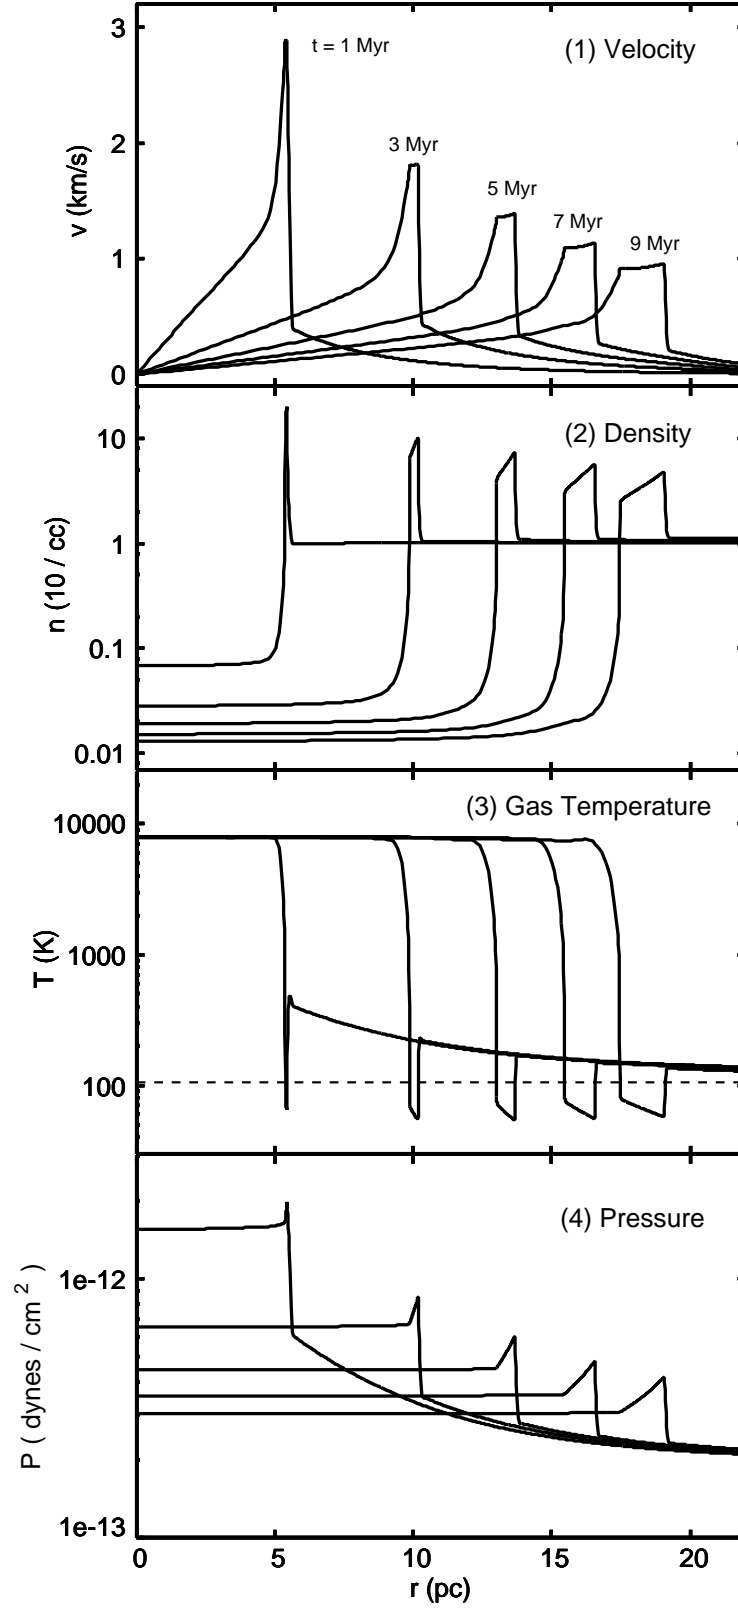 3
(1) Velocity
t = 1 Myr
2
3 Myr
5 Myr
7 Myr
9 Myr
v (km/s)
1
0
10
(2) Density
n (10 / cc)
1
0.1
0.01
(3) Gas Temperature
10000
T (K)
1000
100
(4) Pressure
1e-12
P ( dynes / cm 2 )
1e-13
0 5 10 15 20
r (pc)